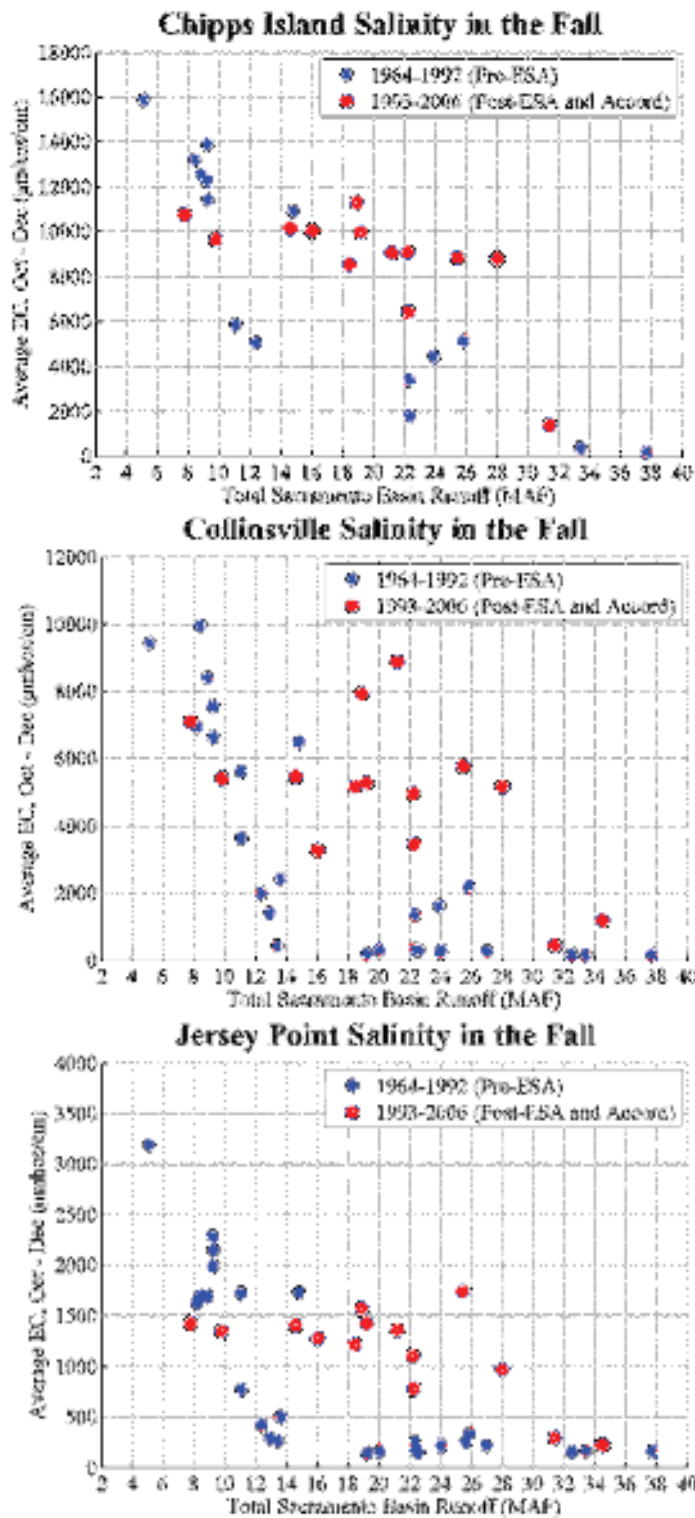 Chipps Island Salinity in the Fall
1964-1992 (Pre-ESA)
1993-2006 (Post-ESA and Accord)
Average EC, Oct - Dec (µmhos/cm)
18000
16000
14000
12000
10000
8000
6000
4000
2000
0
2 4 6 8 10 12 14 16 18 20 22 24 26 28 30 32 34 36 38 40
Total Sacramento Basin Runoff (MAF)
Collinsville Salinity in the Fall
1964-1992 (Pre-ESA)
1993-2006 (Post-ESA and Accord)
Average EC, Oct - Dec (µmhos/cm)
12000
10000
8000
6000
4000
2000
0
2 4 6 8 10 12 14 16 18 20 22 24 26 28 30 32 34 36 38 40
Total Sacramento Basin Runoff (MAF)
Jersey Point Salinity in the Fall
1964-1992 (Pre-ESA)
1993-2006 (Post-ESA and Accord)
Average EC, Oct - Dec (µmhos/cm)
4000
3500
3000
2500
2000
1500
1000
500
0
2 4 6 8 10 12 14 16 18 20 22 24 26 28 30 32 34 36 38 40
Total Sacramento Basin Runoff (MAF)